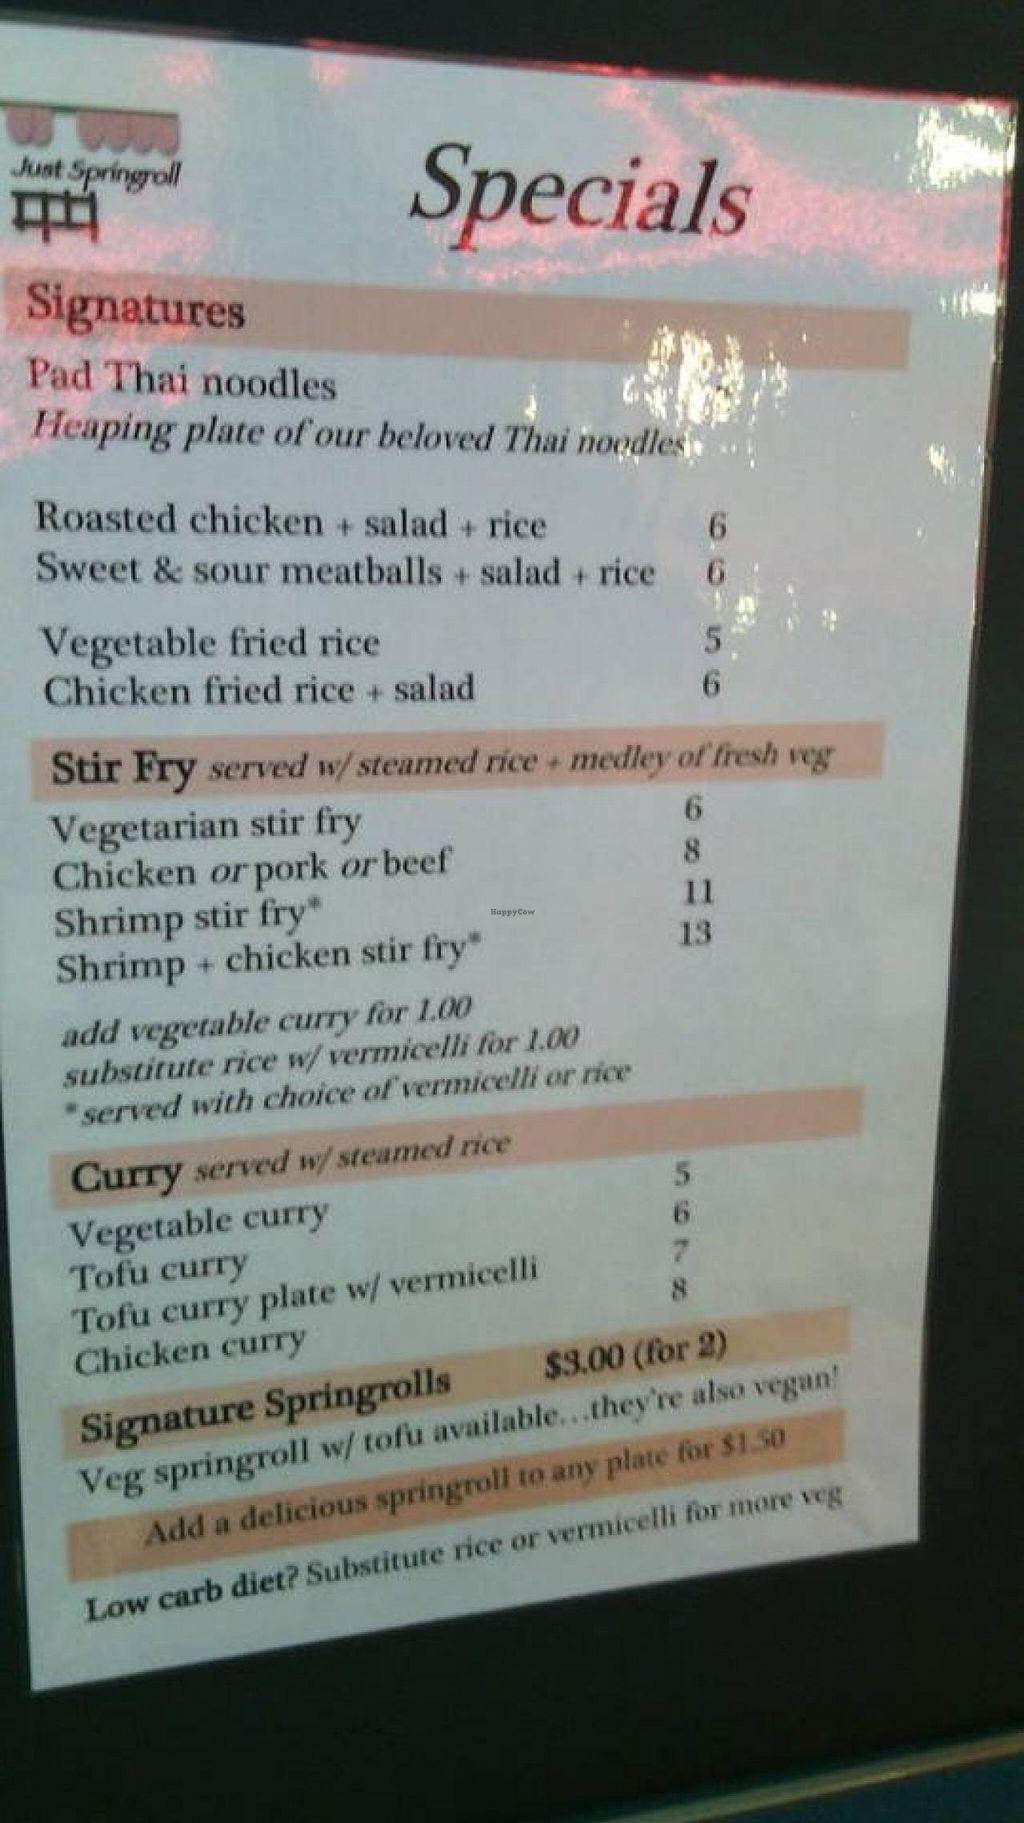 Just Springroll
Specials
Signatures
Pad Thai noodles
Heaping plate of our beloved Thai noodles
Roasted chicken + salad + rice 6
Sweet & sour meatballs + salad + rice 6
Vegetable fried rice 5
Chicken fried rice + salad 6
Stir Fry served w/ steamed rice + medley of fresh veg
Vegetarian stir fry 6
Chicken or pork or beef 8
Shrimp stir fry* 11
Shrimp + chicken stir fry* 13
add vegetable curry for 1.00
substitute rice w/ vermicelli for 1.00
*served with choice of vermicelli or rice
Curry served w/ steamed rice
Vegetable curry 5
Tofu curry 6
Tofu curry plate w/ vermicelli 7
Chicken curry 8
Signature Springrolls $3.00 (for 2)
Veg springroll w/ tofu available...they're also vegan!
Add a delicious springroll to any plate for $1.50
Low carb diet? Substitute rice or vermicelli for more veg
HappyCow